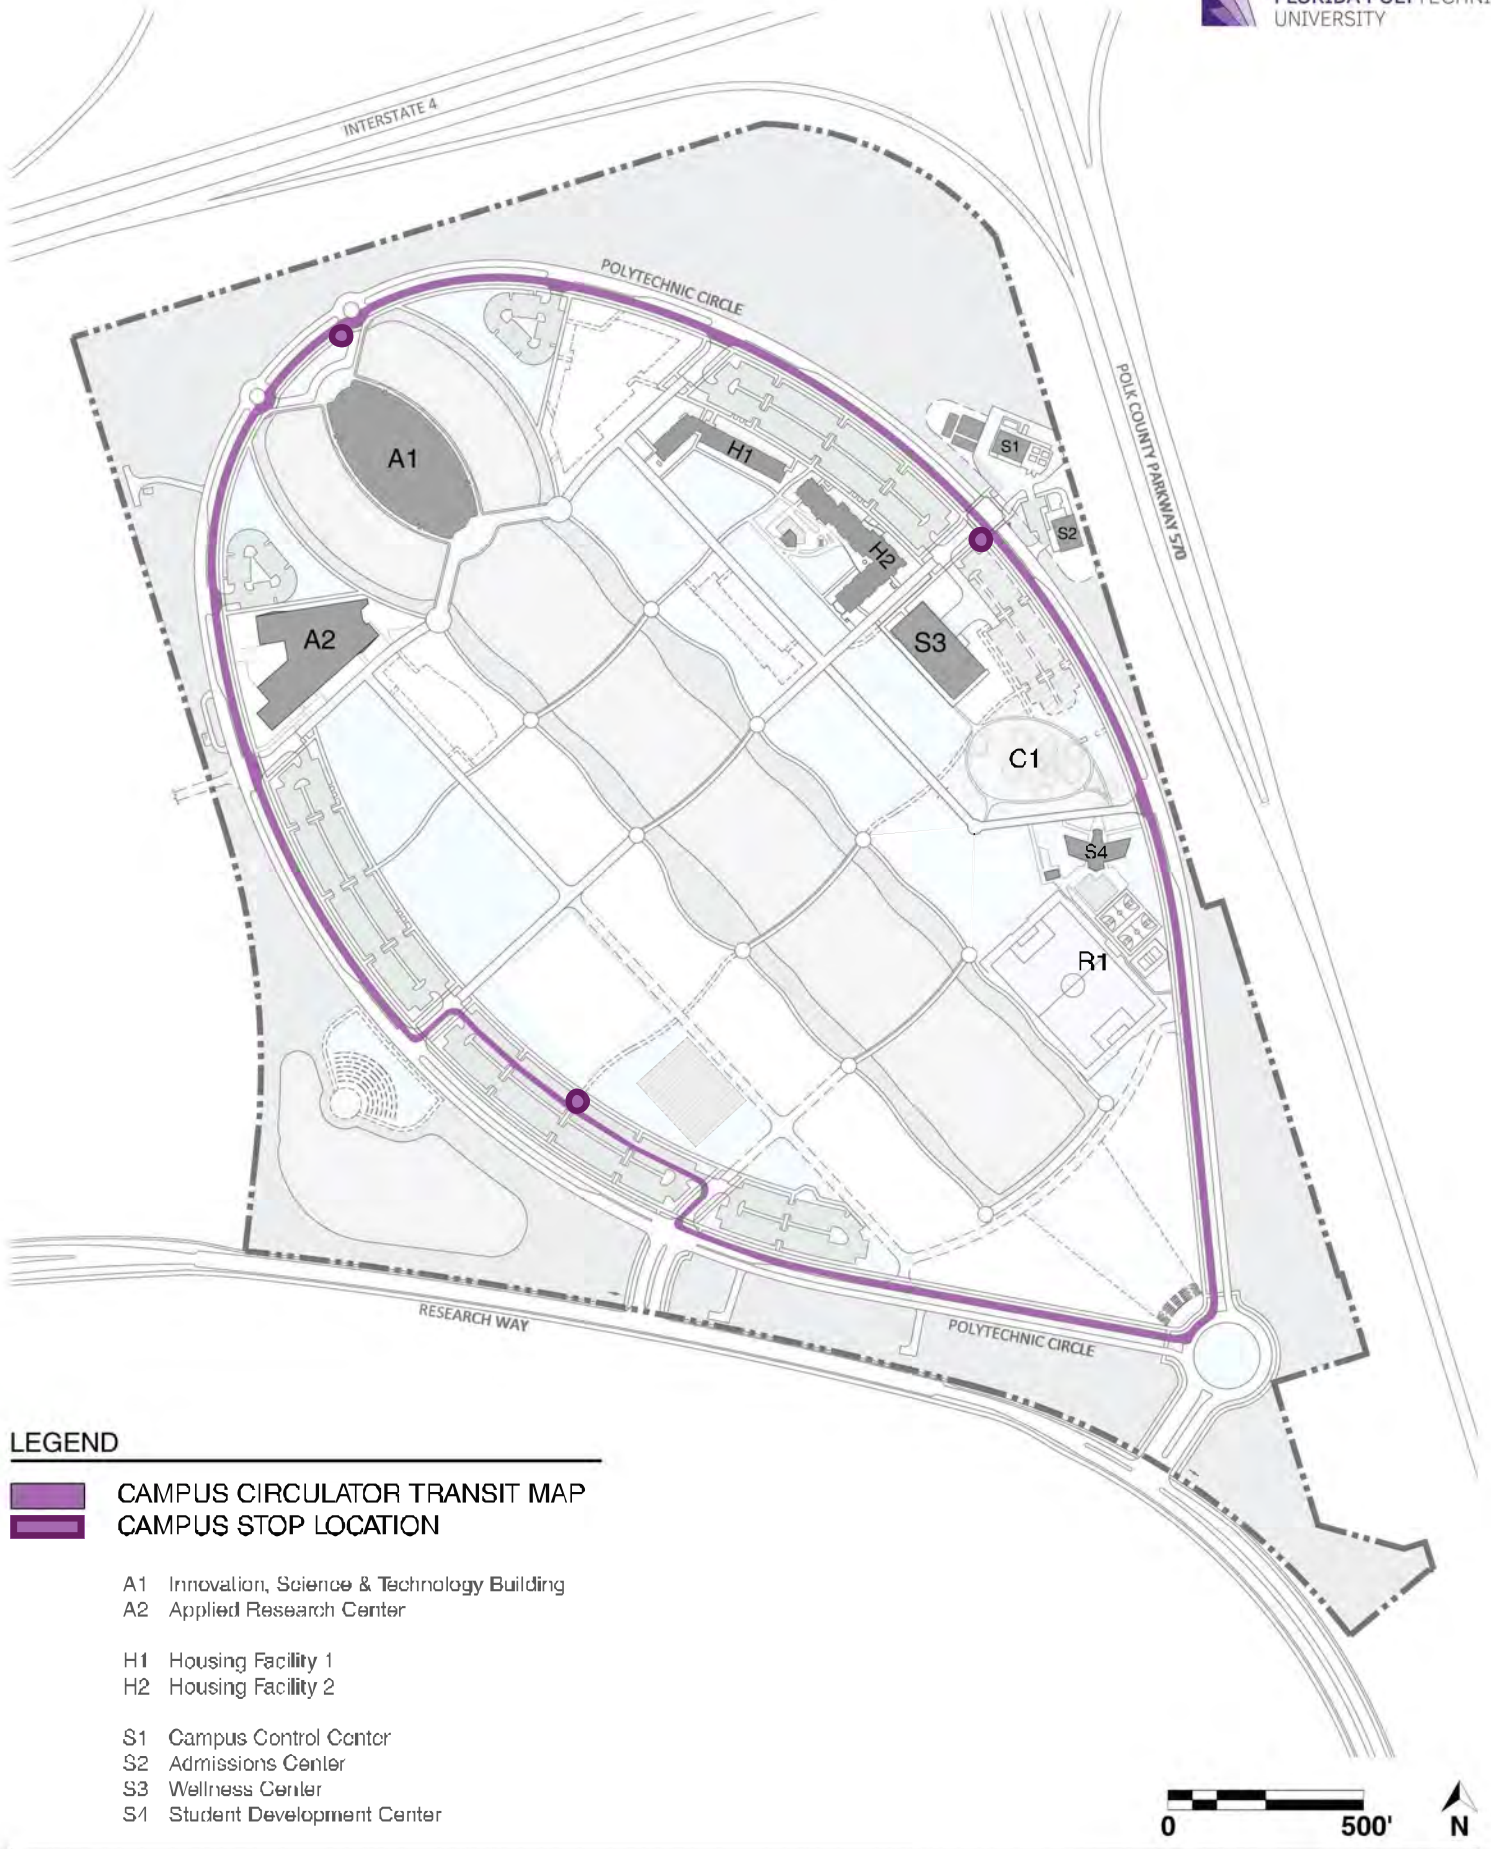 UNIVERSITY
INTERSTATE 4
POLYTECHNIC CIRCLE
POLK COUNTY PARKWAY 570
A1
H1
S1
S2
H2
A2
S3
C1
S4
R1
RESEARCH WAY
POLYTECHNIC CIRCLE
LEGEND
CAMPUS CIRCULATOR TRANSIT MAP
CAMPUS STOP LOCATION
A1 Innovation, Science & Technology Building
A2 Applied Research Center
H1 Housing Facility 1
H2 Housing Facility 2
S1 Campus Control Center
S2 Admissions Center
S3 Wellness Center
S4 Student Development Center
0 500' N